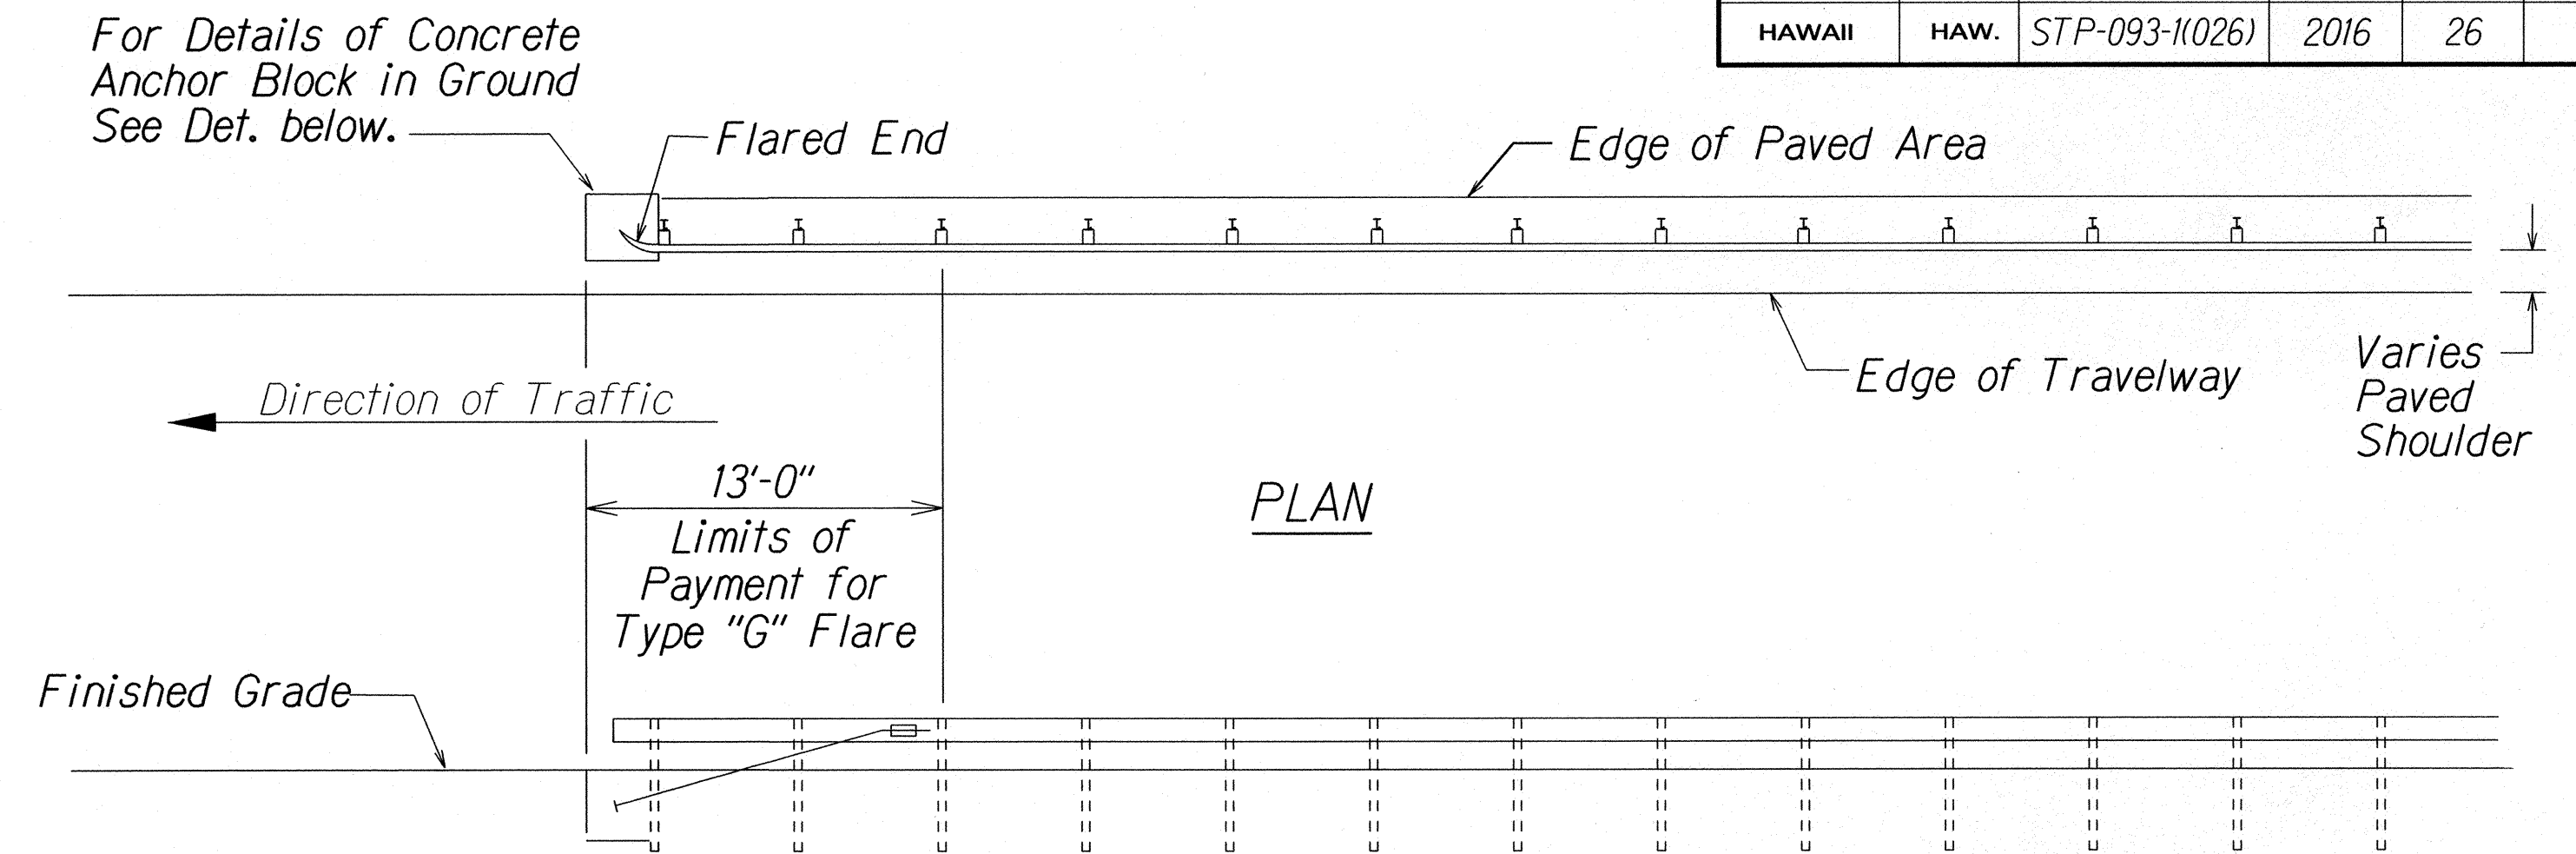 HAWAII HAW. STP-093-1(026) 2016 26
For Details of Concrete
Anchor Block in Ground
See Det. below.
Flared End
Edge of Paved Area
Edge of Travelway
Varies
Paved
Shoulder
Direction of Traffic
13'-0"
Limits of
Payment for
Type "G" Flare
PLAN
Finished Grade